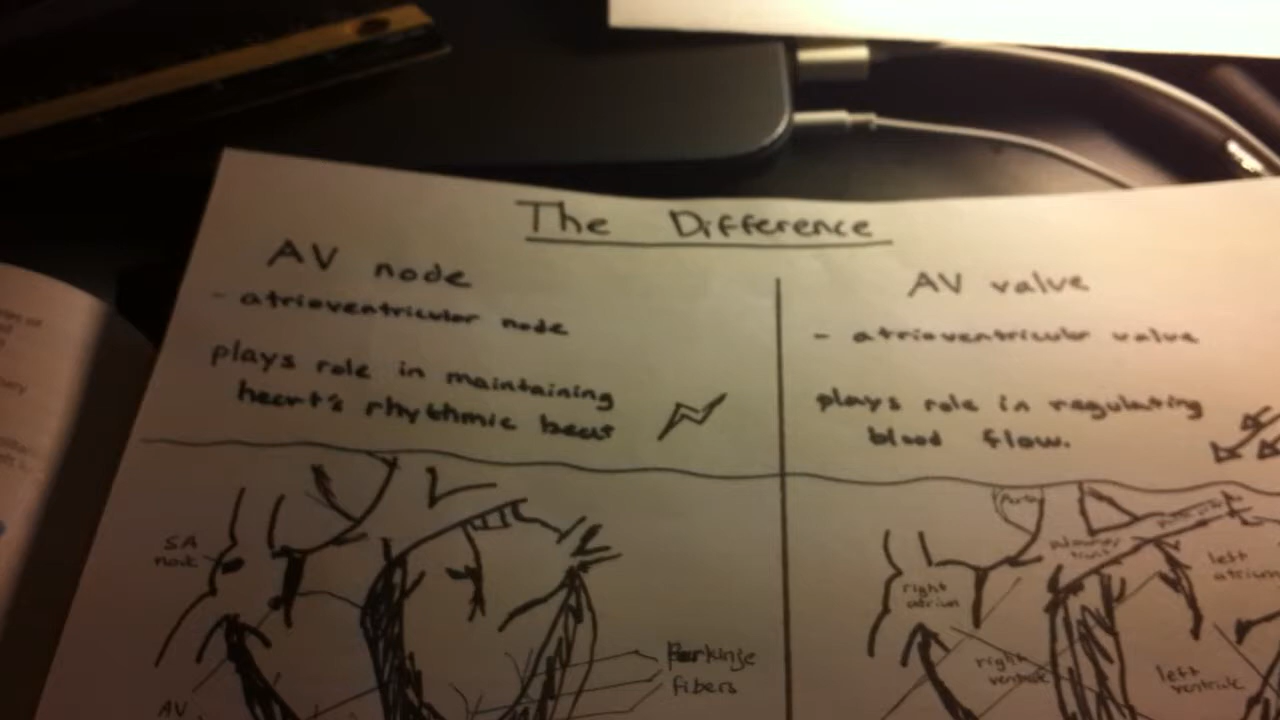 The Difference
AV node
- atrioventricular node
plays role in maintaining
heart's rhythmic beat
AV valve
- atrioventricular valve
plays role in regulating
blood flow.
SA
node
AV
Purkinje
fibers
right
atrium
left
atrium
right
ventricle
left
ventricle